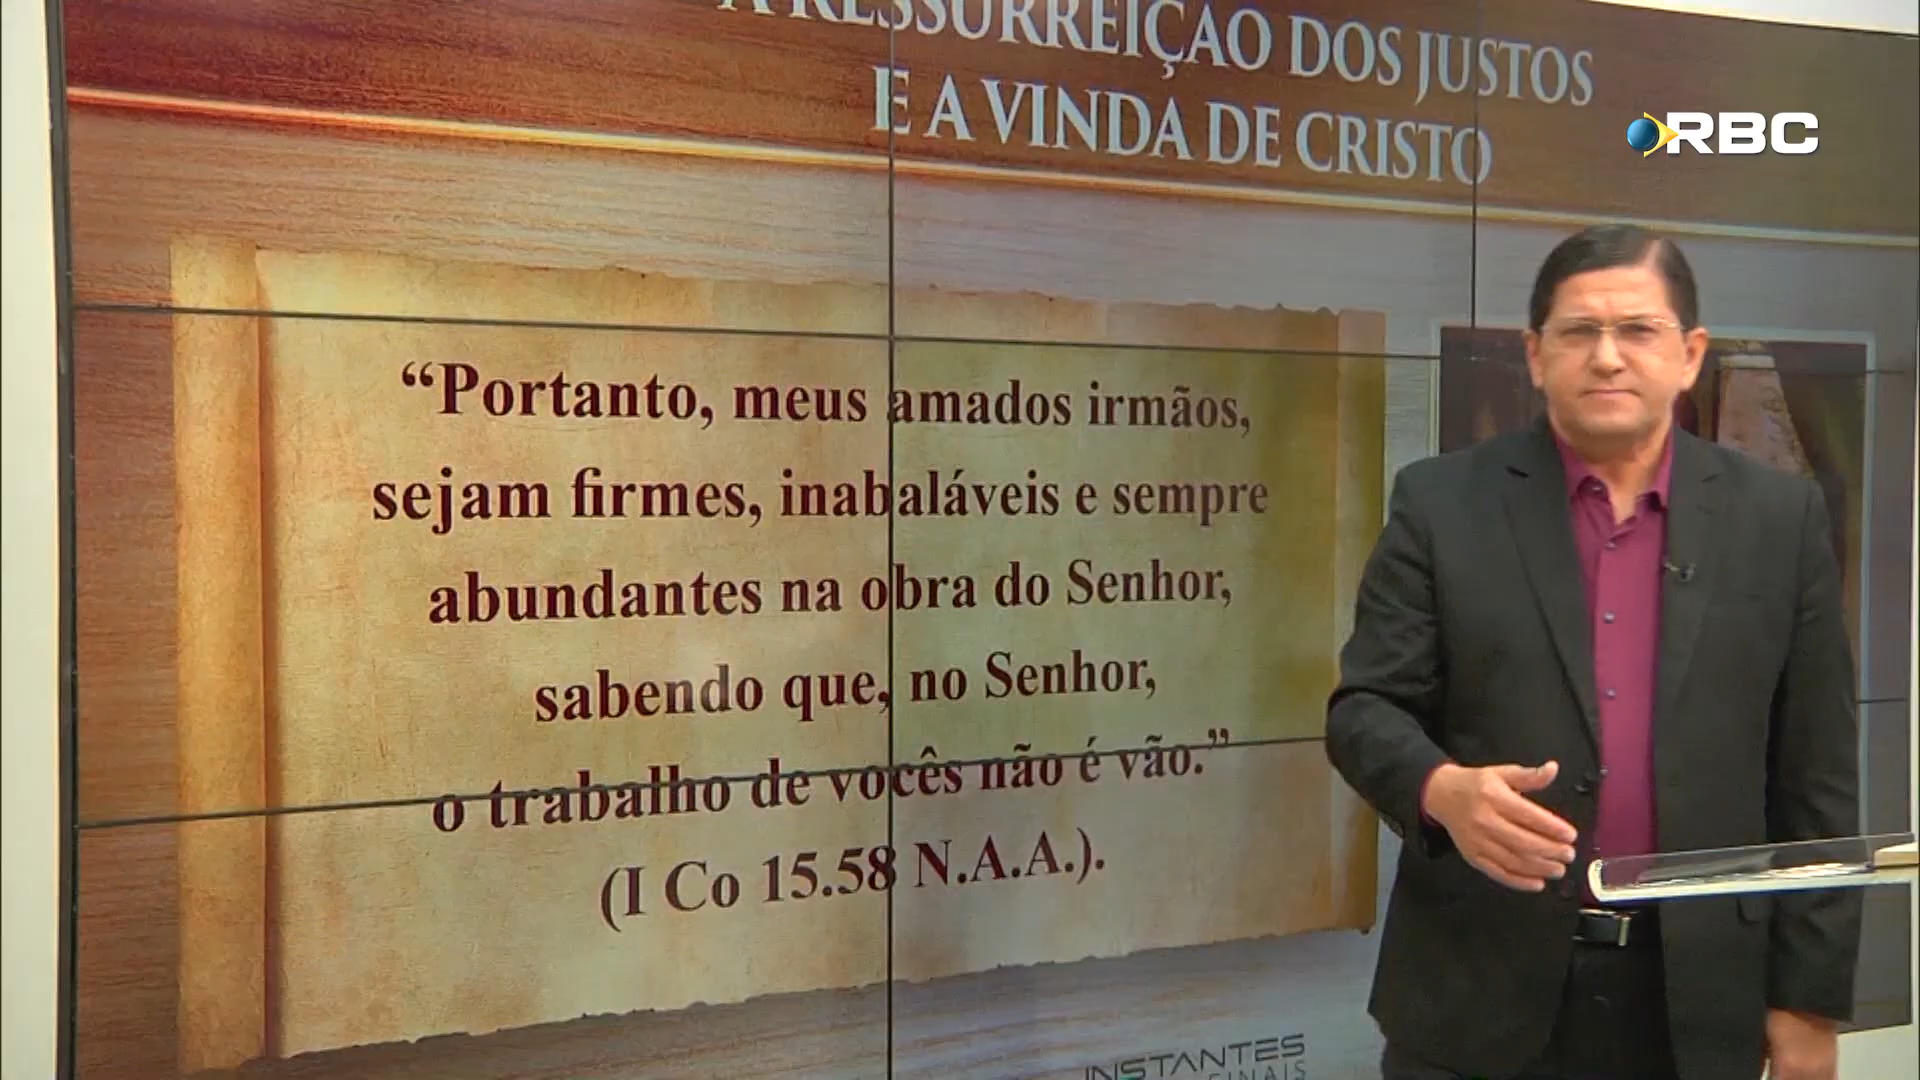 A RESSURREIÇÃO DOS JUSTOS
E A VINDA DE CRISTO
RBC
“Portanto, meus amados irmãos,
sejam firmes, inabaláveis e sempre
abundantes na obra do Senhor,
sabendo que, no Senhor,
o trabalho de vocês não é vão.”
(I Co 15.58 N.A.A.).
INSTANTES
FINAIS